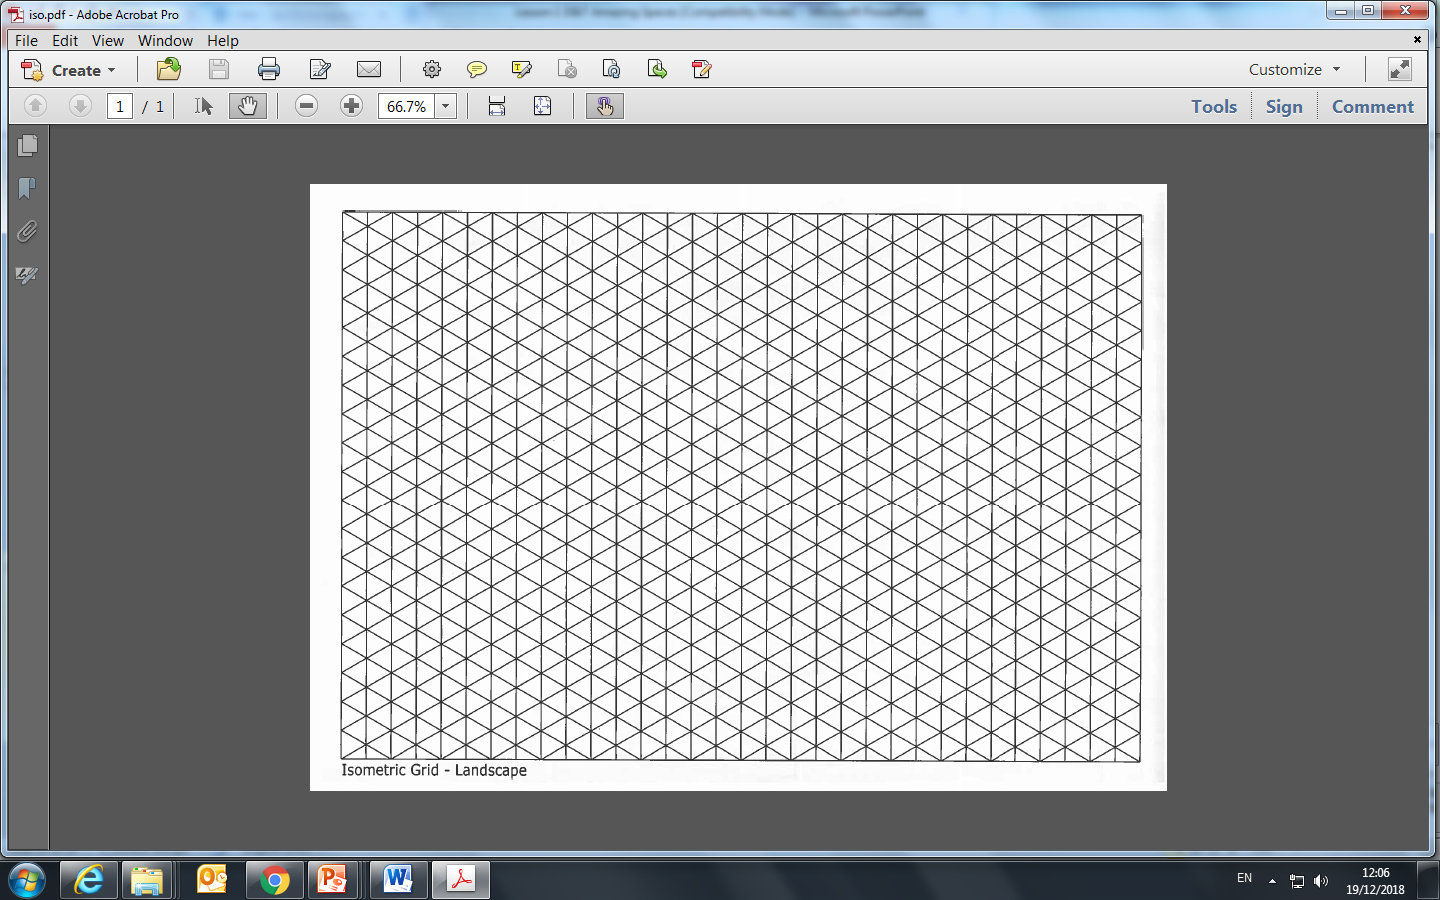 iso.pdf - Adobe Acrobat Pro
File Edit View Window Help
Create
Customize
1 / 1
66.7%
Tools Sign Comment
Isometric Grid - Landscape
EN
12:06
19/12/2018